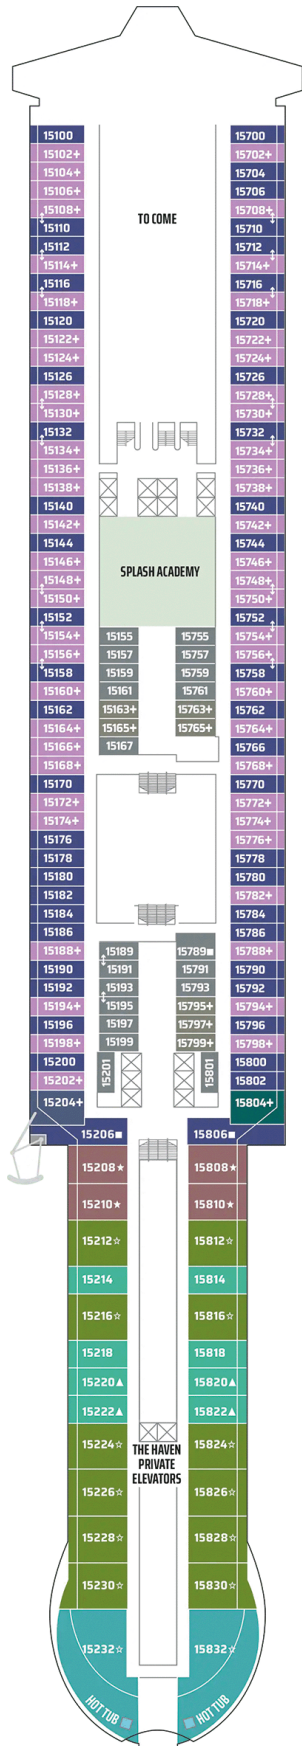 15100 15700
15102+ 15702+
15104+ 15704
15106+ 15706
15108+ 15708+
15110 15710
TO COME
15112 15712
15114+ 15714+
15116 15716
15118+ 15718+
15120 15720
15122+ 15722+
15124+ 15724+
15126 15726
15128+ 15728+
15130+ 15730+
15132 15732
15134+ 15734+
15136+ 15736+
15138+ 15738+
15140 15740
15142+ 15742+
15144 15744
15146+ 15746+
SPLASH ACADEMY
15148+ 15748+
15150+ 15750+
15152 15752
15154+ 15155 15755 15754+
15156+ 15157 15757 15756+
15158 15159 15759 15758
15160+ 15161 15761 15760+
15162 15163+ 15763+ 15762
15164+ 15165+ 15765+ 15764+
15166+ 15167 15766
15168+ 15768+
15170 15770
15172+ 15772+
15174+ 15774+
15176 15776+
15178 15778
15180 15780
15182 15782+
15184 15784
15186 15786
15188+ 15189 15789■ 15788+
15190 15191 15791 15790
15192 15193 15793 15792
15194+ 15195 15795+ 15794+
15196 15197 15797+ 15796
15198+ 15199 15799+ 15798+
15200 15201 15801 15800
15202+ 15802
15204+ 15804+
15206■ 15806■
15208★ 15808★
15210★ 15810★
15212☆ 15812☆
15214 15814
15216☆ 15816☆
15218 15818
15220▲ 15820▲
15222▲ 15822▲
15224☆ 15824☆
THE HAVEN
PRIVATE
ELEVATORS
15226☆ 15826☆
15228☆ 15828☆
15230☆ 15830☆
15232☆ 15832☆
HOT TUB HOT TUB